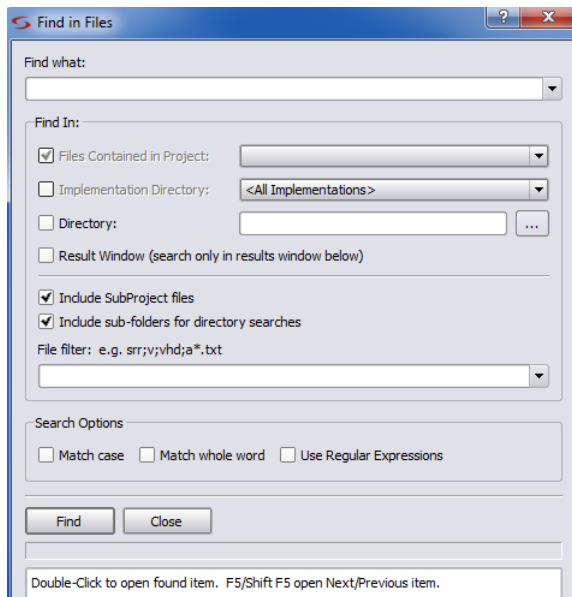 Find in Files
Find what:
Find In:
Files Contained in Project:
Implementation Directory: <All Implementations>
Directory: ...
Result Window (search only in results window below)
Include SubProject files
Include sub-folders for directory searches
File filter: e.g. srr;v;vhd;a*.txt
Search Options
Match case Match whole word Use Regular Expressions
Find Close
Double-Click to open found item. F5/Shift F5 open Next/Previous item.